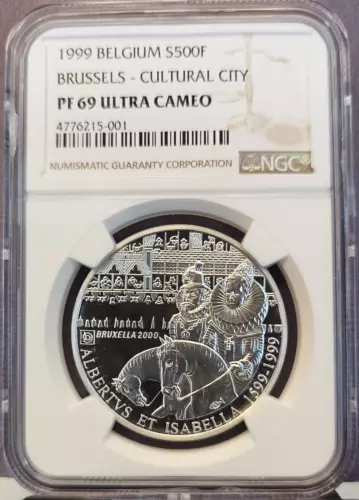 1999 BELGIUM S500F
BRUSSELS - CULTURAL CITY
PF 69 ULTRA CAMEO
4776215-001
NUMISMATIC GUARANTY CORPORATION
NGC®
BRUXELLA 2000
ALBERTVS ET ISABELLA 1599-1999